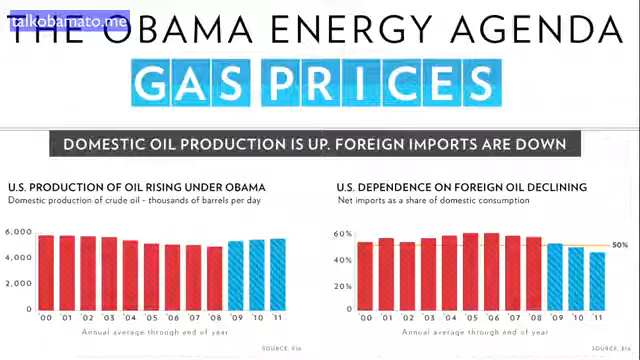 talkobamato.me
THE OBAMA ENERGY AGENDA
GAS PRICES
DOMESTIC OIL PRODUCTION IS UP. FOREIGN IMPORTS ARE DOWN
U.S. PRODUCTION OF OIL RISING UNDER OBAMA
Domestic production of crude oil - thousands of barrels per day
6,000
4,000
2,000
0
'00 '01 '02 '03 '04 '05 '06 '07 '08 '09 '10 '11
Annual average through end of year
SOURCE: EIA
U.S. DEPENDENCE ON FOREIGN OIL DECLINING
Net imports as a share of domestic consumption
60%
50%
40%
20%
0
'00 '01 '02 '03 '04 '05 '06 '07 '08 '09 '10 '11
Annual average through end of year
SOURCE: EIA